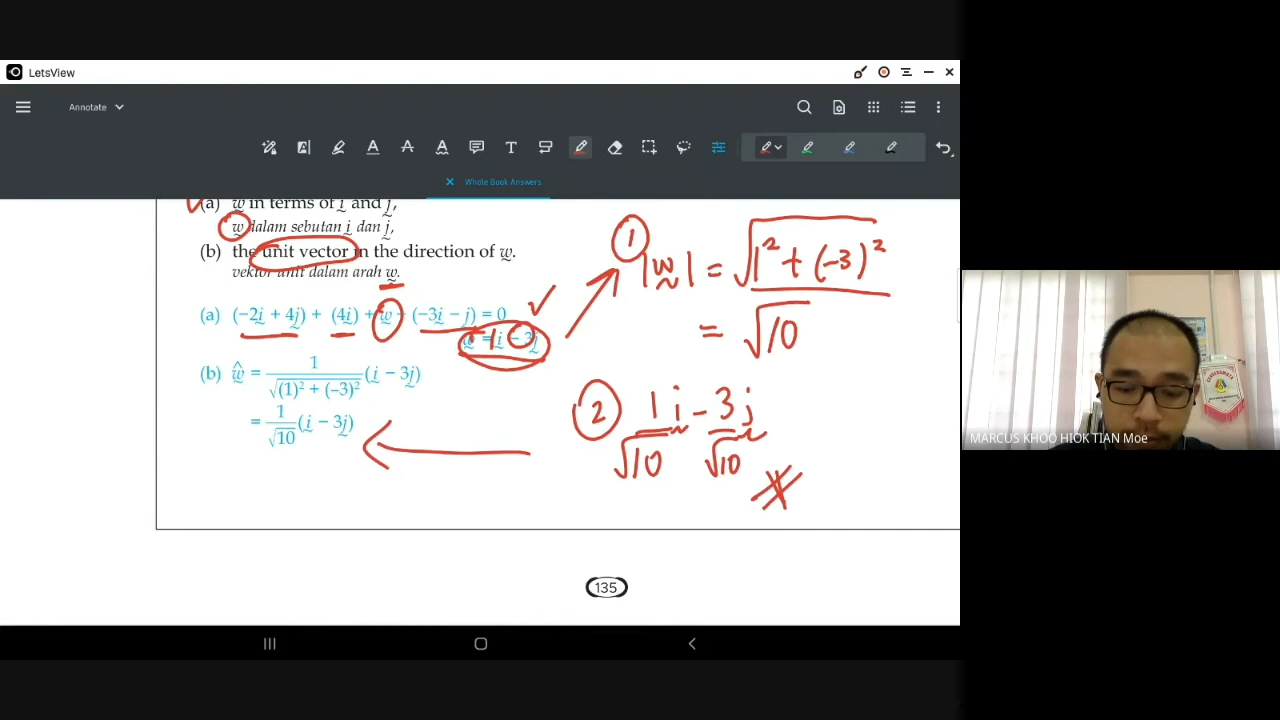 LetsView
Annotate
Whole Book Answers
(a) w in terms of i and j,
w dalam sebutan i dan j,
(b) the unit vector in the direction of w.
vektor unit dalam arah w.
(a) (−2i + 4j) + (4i) + w (−3i − j) = 0
w = i − 3j
(b) ŵ = 1/√(1)² + (−3)² (i − 3j)
= 1/√10 (i − 3j)
1
|w| = √1² + (−3)²
= √10
2
1i/√10 − 3j/√10
135
MARCUS KHOO HIOK TIAN Moe